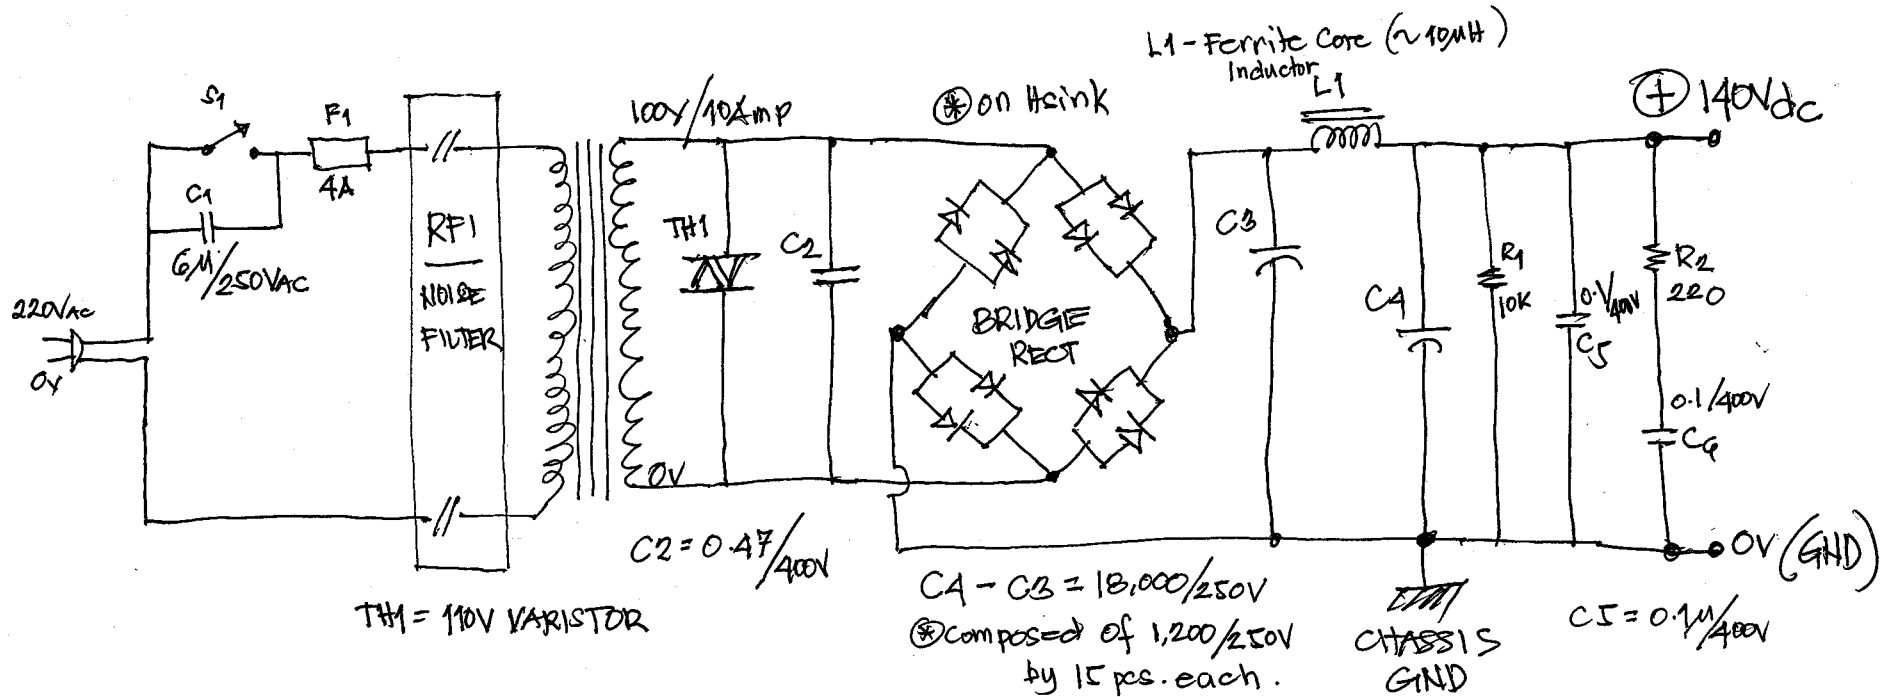 L1 - Ferrite Core (~10µH)
Inductor
L1
S1
F1
4A
C1
6M/250VAC
220VAC
0V
RFI
NOISE
FILTER
100V/10Amp
⊛ on Hsink
⊕ 140Vdc
TH1
C2
0V
BRIDGE
RECT
C3
C4
R1
10K
0.1/400V
C5
R2
220
0.1/400V
C6
0V (GND)
C2 = 0.47/400V
TH1 = 110V VARISTOR
C4 - C3 = 18,000/250V
⊛ composed of 1,200/250V
by 15 pcs. each.
CHASSIS
GND
C5 = 0.1µ/400V